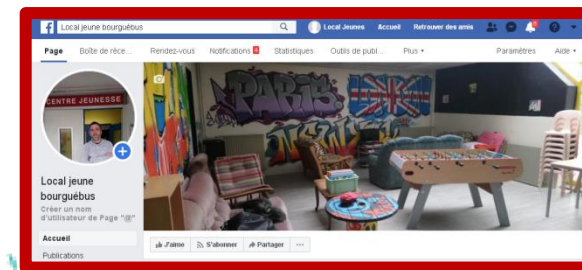 Local jeune bourguébus
Local Jeunes Accueil Retrouver des amis
Page Boîte de réce... Rendez-vous Notifications Statistiques Outils de publ... Plus Paramètres Aide
CENTRE JEUNESSE
PARIS
Local jeune
bourguébus
Créer un nom
d'utilisateur de Page "@"
Accueil
Publications
J'aime S'abonner Partager ...